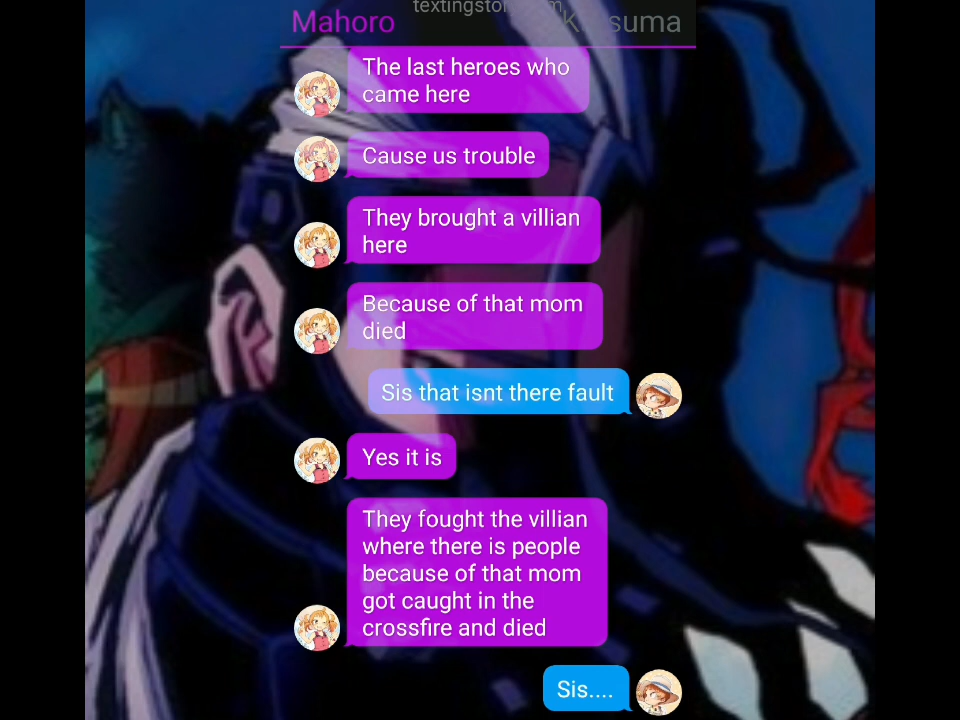 textingsto
Mahoro
suma
The last heroes who
came here
Cause us trouble
They brought a villian
here
Because of that mom
died
Sis that isnt there fault
Yes it is
They fought the villian
where there is people
because of that mom
got caught in the
crossfire and died
Sis....